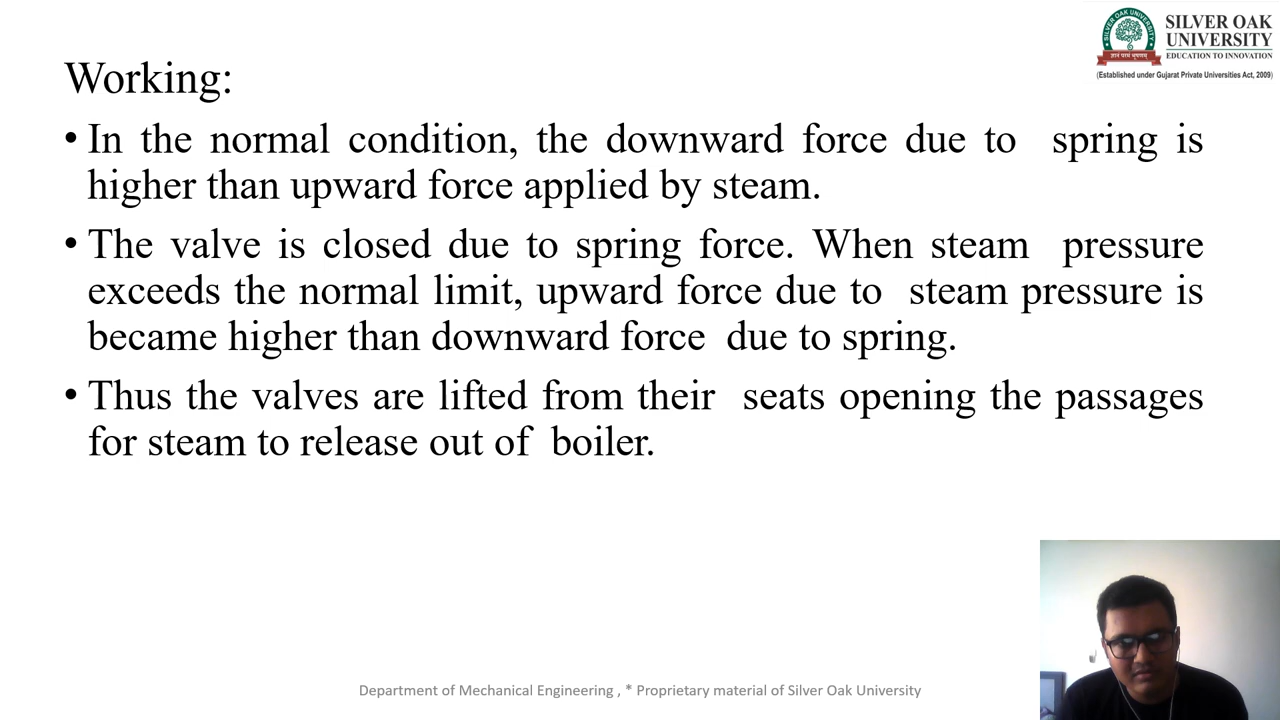 SILVER OAK
UNIVERSITY
EDUCATION TO INNOVATION
(Established under Gujarat Private Universities Act, 2009)
Working:
• In the normal condition, the downward force due to spring is
higher than upward force applied by steam.
• The valve is closed due to spring force. When steam pressure
exceeds the normal limit, upward force due to steam pressure is
became higher than downward force due to spring.
• Thus the valves are lifted from their seats opening the passages
for steam to release out of boiler.
Department of Mechanical Engineering , * Proprietary material of Silver Oak University